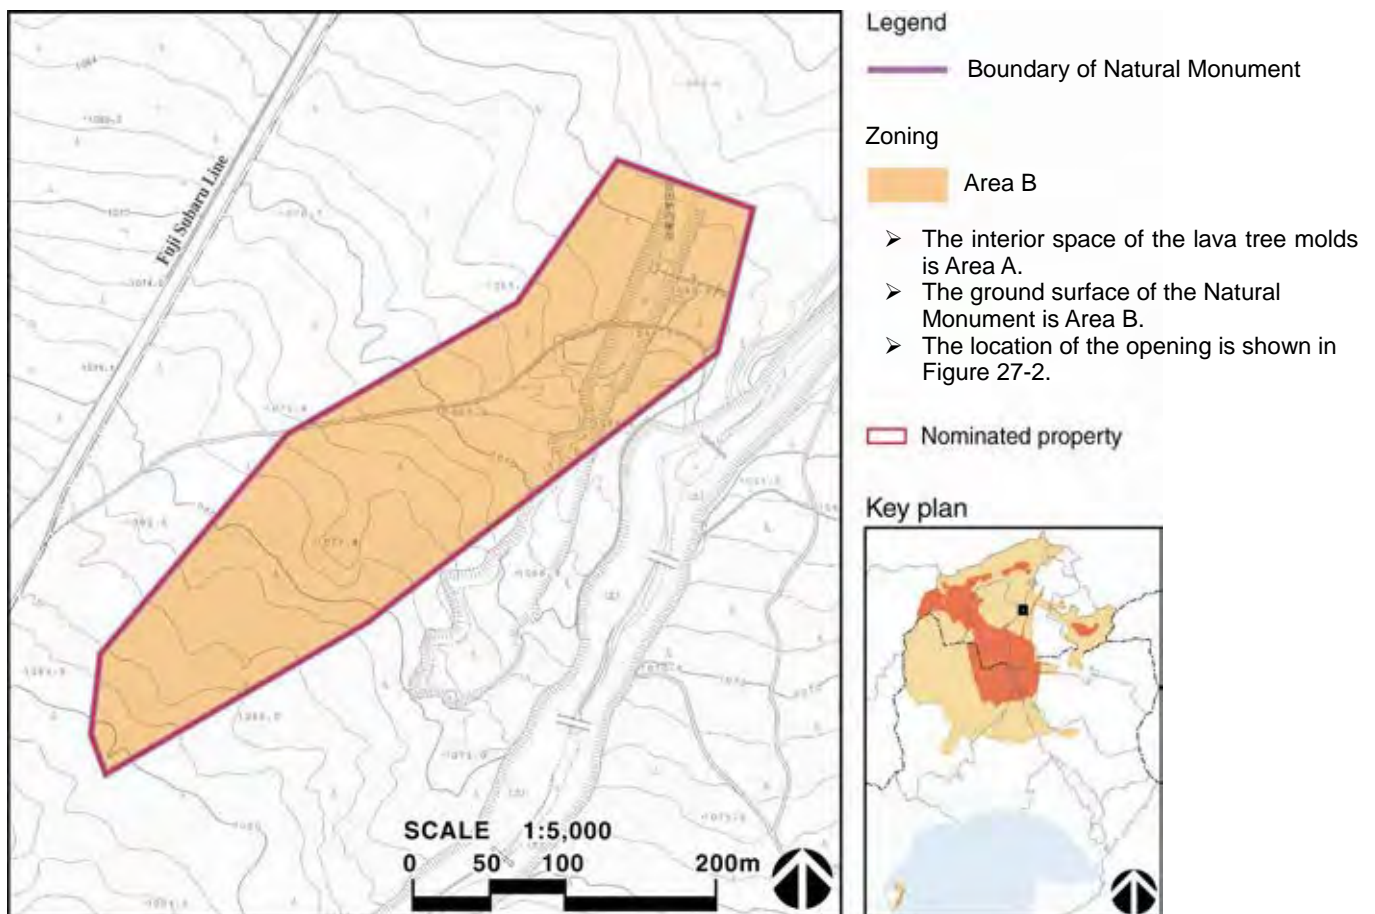 Fuji Subaru Line
SCALE 1:5,000
0 50 100 200m
Legend
Boundary of Natural Monument
Zoning
Area B
➢ The interior space of the lava tree molds
is Area A.
➢ The ground surface of the Natural
Monument is Area B.
➢ The location of the opening is shown in
Figure 27-2.
Nominated property
Key plan